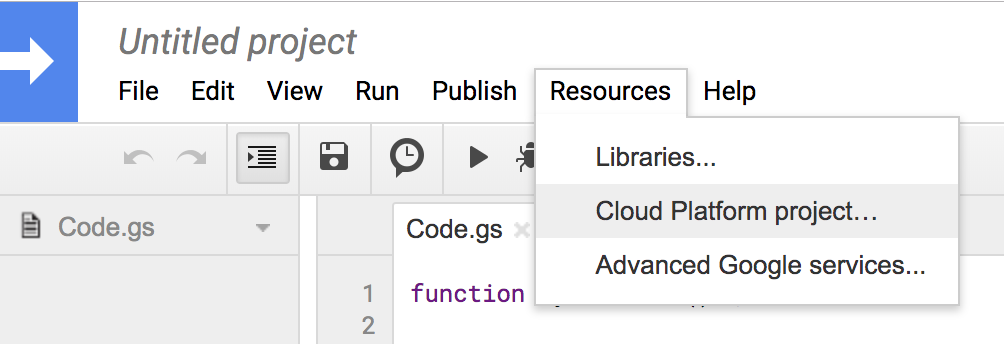 Untitled project
File Edit View Run Publish Resources Help
Libraries...
Cloud Platform project…
Code.gs
Code.gs
Advanced Google services...
1 function
2